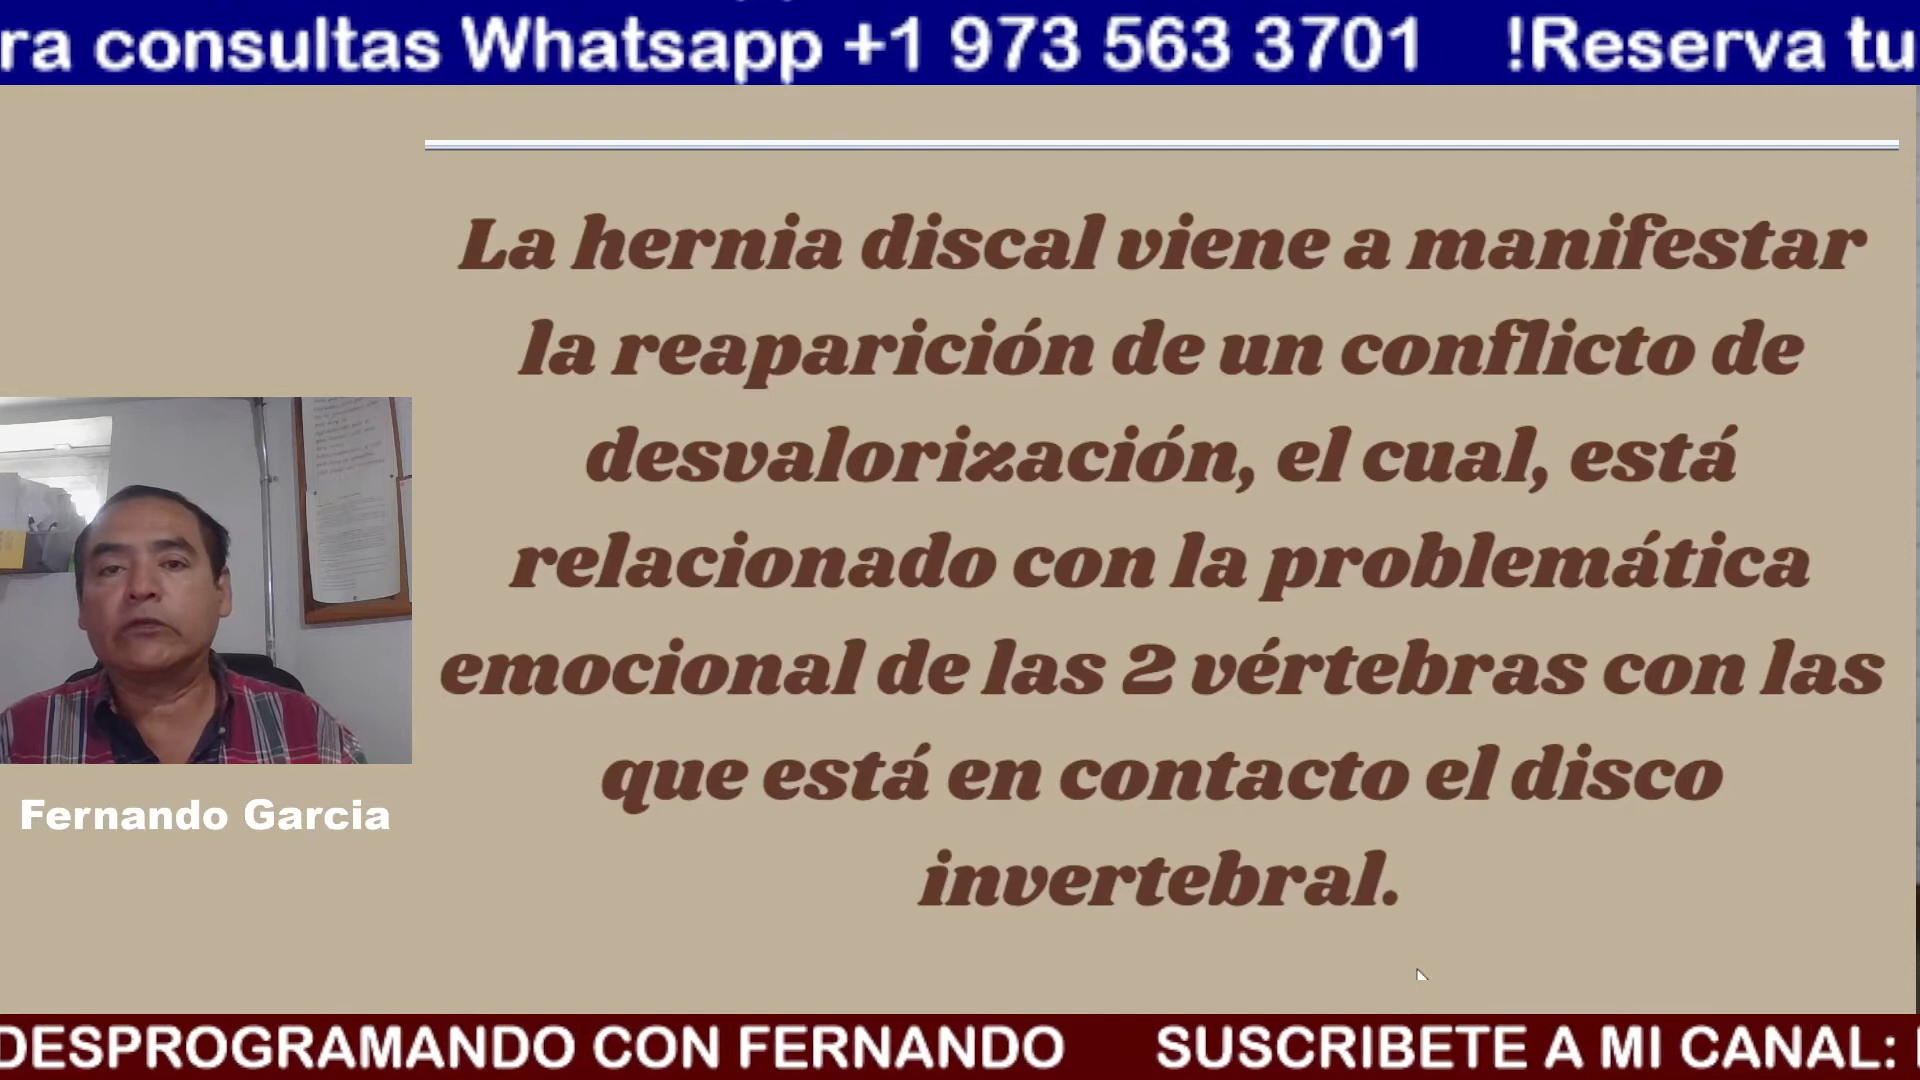 ra consultas Whatsapp +1 973 563 3701 !Reserva tu
La hernia discal viene a manifestar
la reaparición de un conflicto de
desvalorización, el cual, está
relacionado con la problemática
emocional de las 2 vértebras con las
que está en contacto el disco
invertebral.
Fernando Garcia
DESPROGRAMANDO CON FERNANDO SUSCRIBETE A MI CANAL: